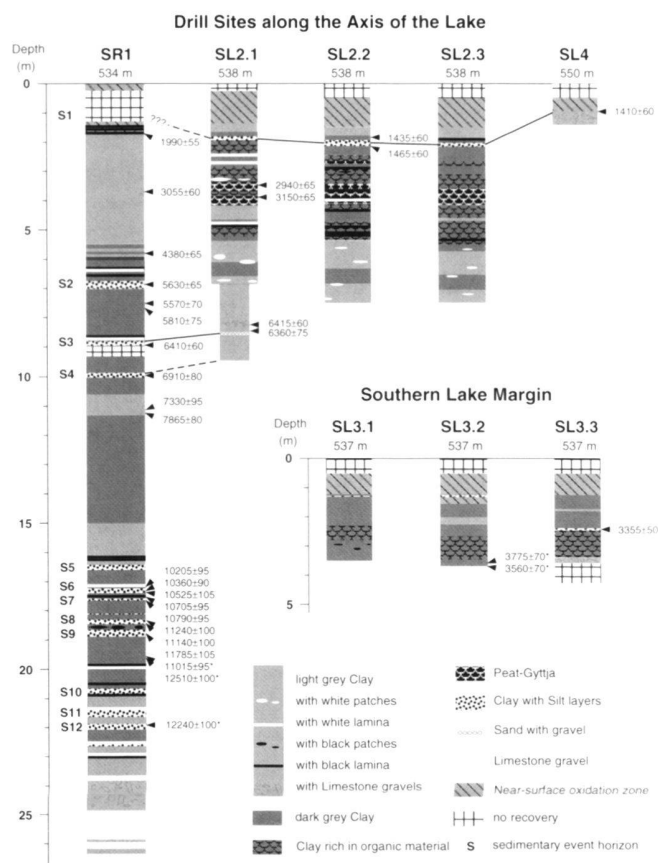 Drill Sites along the Axis of the Lake
Depth (m)
SR1 SL2.1 SL2.2 SL2.3 SL4
534 m 538 m 538 m 538 m 550 m
0
5
10
15
20
25
S1
S2
S3
S4
S5
S6
S7
S8
S9
S10
S11
S12
???
1990±55
3055±60
4380±65
5630±65
5570±70
5810±75
6410±60
6910±80
7330±95
7865±80
10205±95
10360±90
10525±105
10705±95
10790±95
11240±100
11140±100
11785±105
11015±95*
12510±100*
12240±100*
2940±65
3150±65
6415±60
6360±75
1435±60
1465±60
1410±60
Southern Lake Margin
Depth (m)
SL3.1 SL3.2 SL3.3
537 m 537 m 537 m
0
5
3775±70*
3560±70*
3355±50
light grey Clay
with white patches
with white lamina
with black patches
with black lamina
with Limestone gravels
dark grey Clay
Clay rich in organic material
Peat-Gyttja
Clay with Silt layers
Sand with gravel
Limestone gravel
Near-surface oxidation zone
no recovery
S sedimentary event horizon